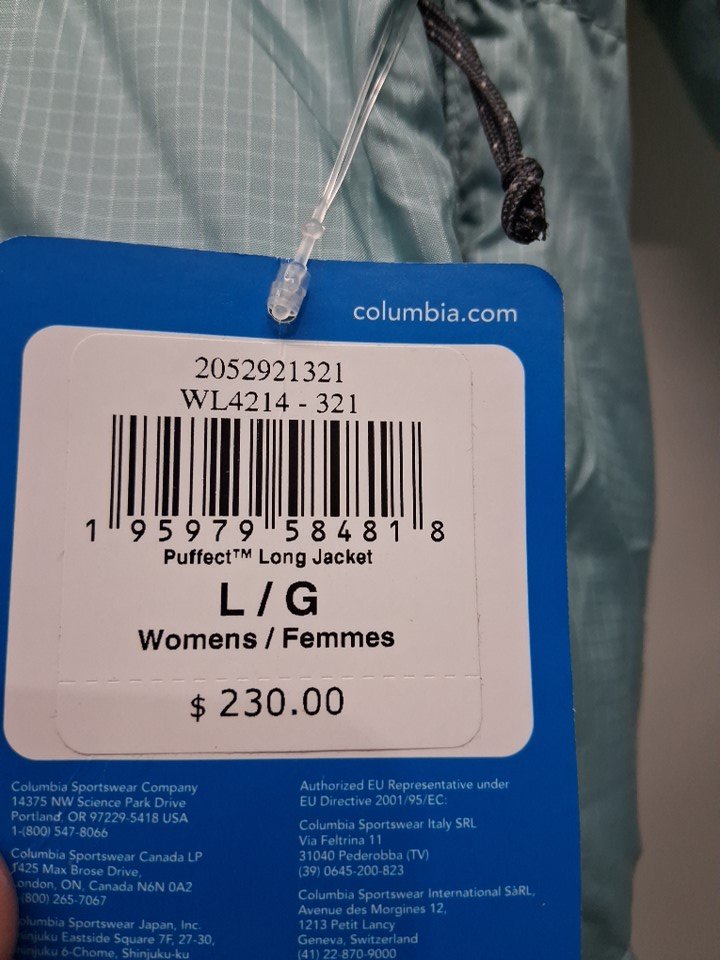 columbia.com
2052921321
WL4214 - 321
1 95979 58481 8
Puffect™ Long Jacket
L / G
Womens / Femmes
$ 230.00
Columbia Sportswear Company
14375 NW Science Park Drive
Portland, OR 97229-5418 USA
1-(800) 547-8066
Columbia Sportswear Canada LP
1425 Max Brose Drive,
ondon, ON, Canada N6N 0A2
(800) 265-7067
olumbia Sportswear Japan, Inc.
hinjuku Eastside Square 7F, 27-30,
hinjuku 6-Chome, Shinjuku-ku
Authorized EU Representative under
EU Directive 2001/95/EC:
Columbia Sportswear Italy SRL
Via Feltrina 11
31040 Pederobba (TV)
(39) 0645-200-823
Columbia Sportswear International SàRL,
Avenue des Morgines 12,
1213 Petit Lancy
Geneva, Switzerland
(41) 22-870-9000